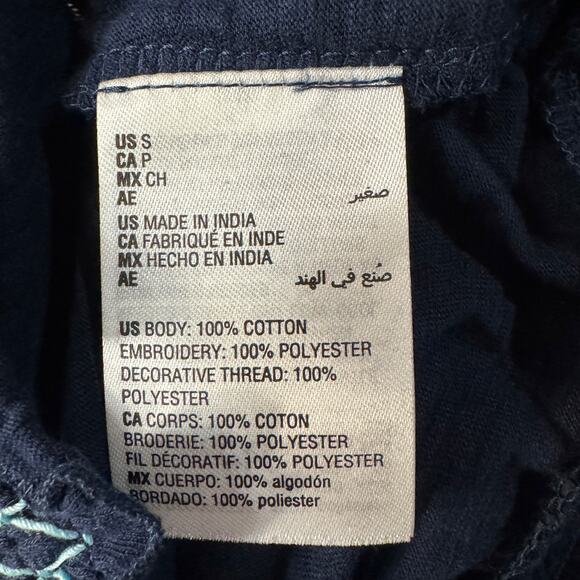 US S
CA P
MX CH
AE صغير
US MADE IN INDIA
CA FABRIQUÉ EN INDE
MX HECHO EN INDIA
AE صُنع في الهند
US BODY: 100% COTTON
EMBROIDERY: 100% POLYESTER
DECORATIVE THREAD: 100%
POLYESTER
CA CORPS: 100% COTON
BRODERIE: 100% POLYESTER
FIL DÉCORATIF: 100% POLYESTER
MX CUERPO: 100% algodón
BORDADO: 100% poliester